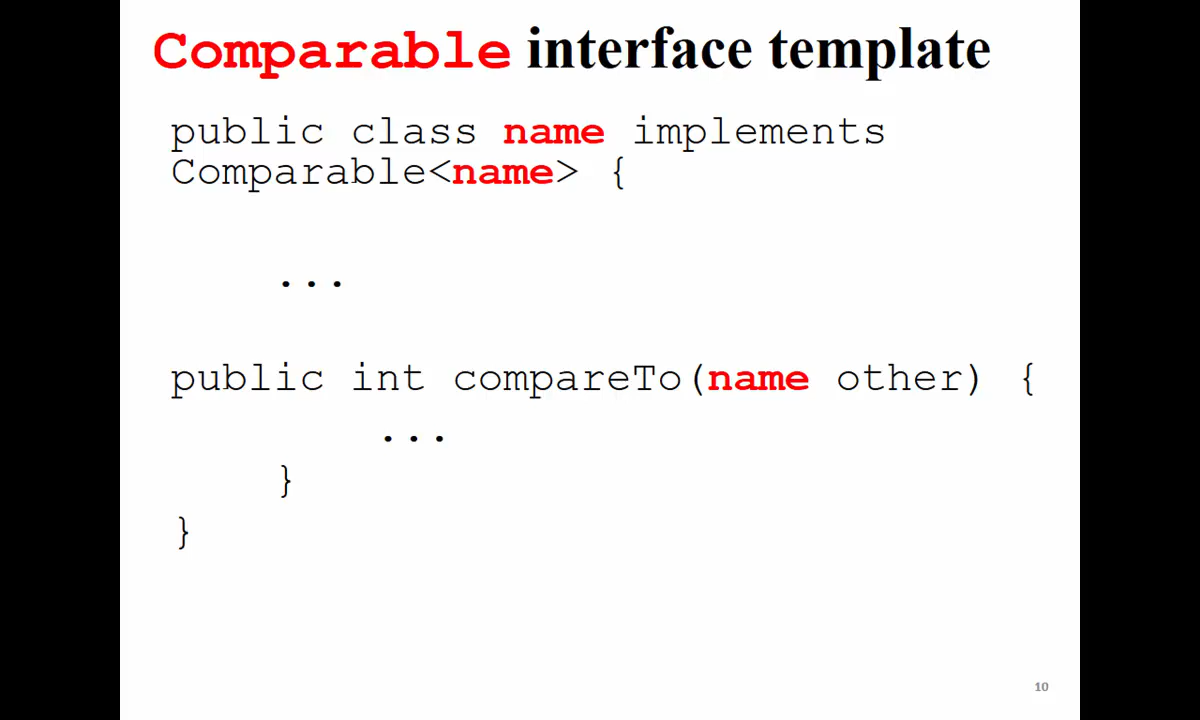 Comparable interface template
public class name implements
Comparable<name> {
...
public int compareTo(name other) {
...
}
}
10